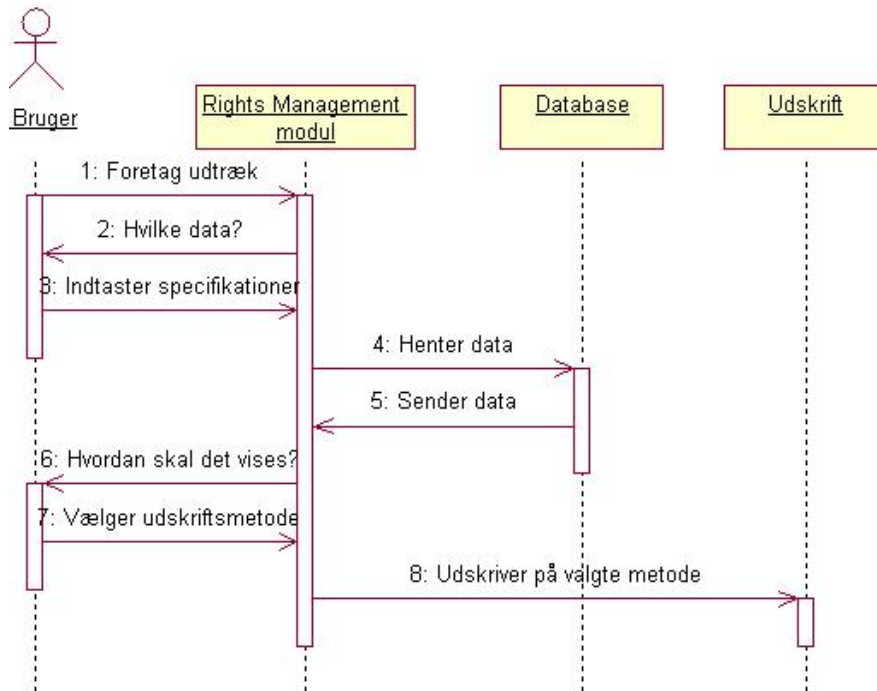 Bruger
Rights Management
modul
Database
Udskrift
1: Foretag udtræk
2: Hvilke data?
3: Indtaster specifikationer
4: Henter data
5: Sender data
6: Hvordan skal det vises?
7: Vælger udskriftsmetode
8: Udskriver på valgte metode